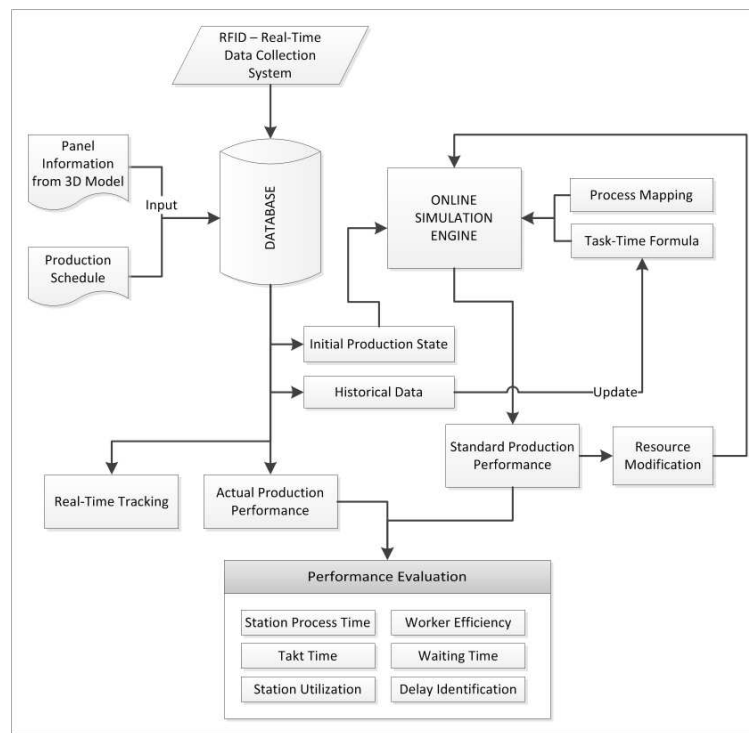 RFID – Real-Time
Data Collection
System
Panel
Information
from 3D Model
Input
Production
Schedule
DATABASE
ONLINE
SIMULATION
ENGINE
Process Mapping
Task-Time Formula
Initial Production State
Historical Data
Update
Standard Production
Performance
Resource
Modification
Real-Time Tracking
Actual Production
Performance
Performance Evaluation
Station Process Time
Worker Efficiency
Takt Time
Waiting Time
Station Utilization
Delay Identification